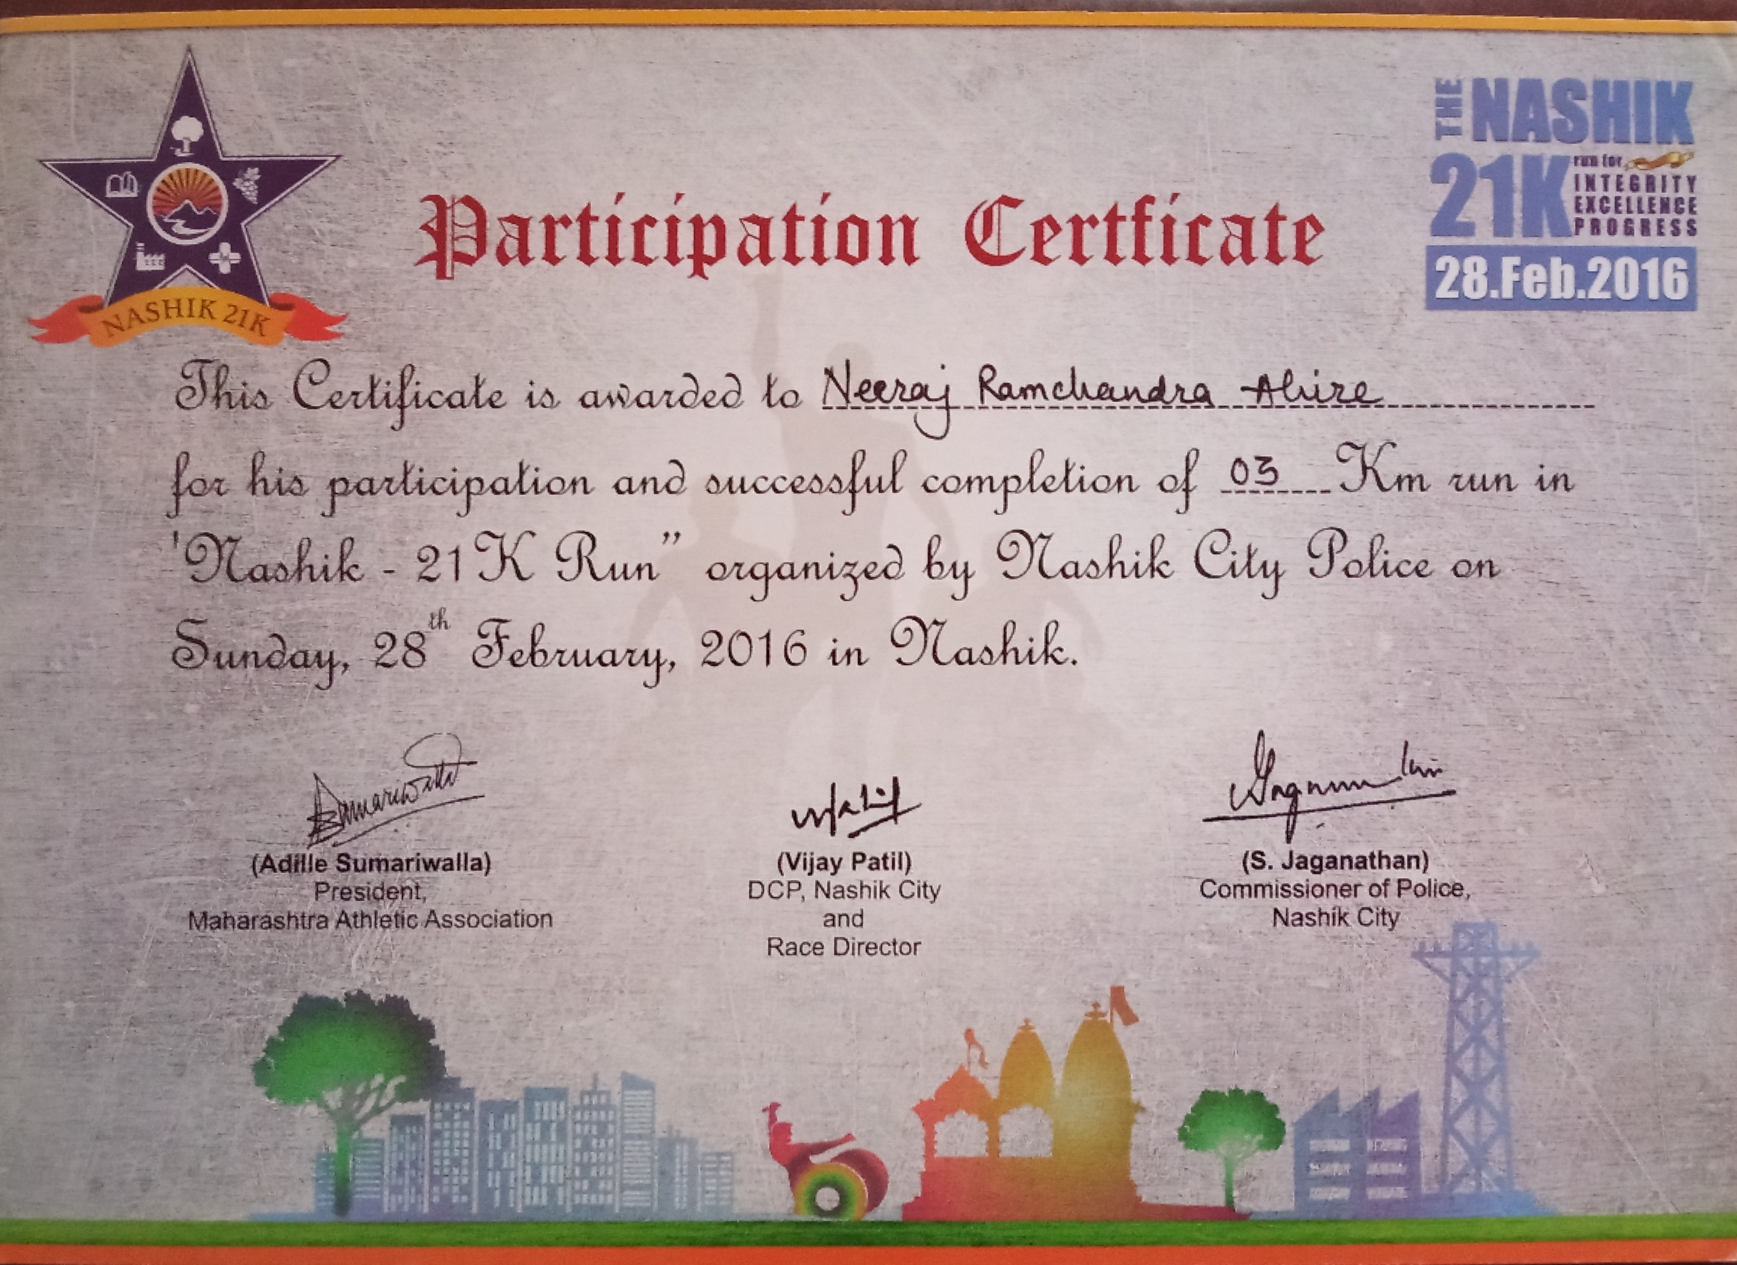 THE NASHIK
21K run for
INTEGRITY
EXCELLENCE
PROGRESS
28.Feb.2016
NASHIK 21K
Participation Certficate
This Certificate is awarded to Neeraj Ramchandra Ahire
for his participation and successful completion of 03 Km run in
'Nashik - 21K Run” organized by Nashik City Police on
Sunday, 28th February, 2016 in Nashik.
(Adille Sumariwalla)
President,
Maharashtra Athletic Association
(Vijay Patil)
DCP, Nashik City
and
Race Director
(S. Jaganathan)
Commissioner of Police,
Nashik City